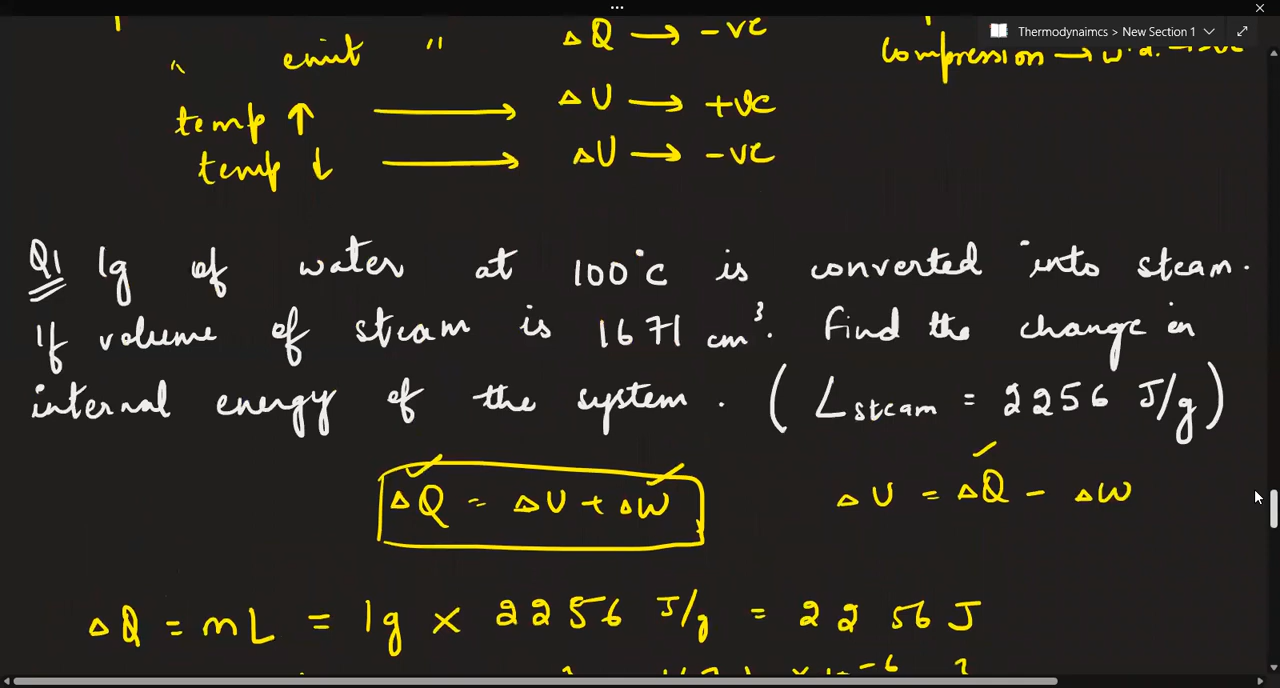 Thermodynaimcs > New Section 1
ΔQ → -ve
" emit "
compression → w.d. → -ve
temp ↑ → ΔU → +ve
temp ↓ → ΔU → -ve
Q1 1g of water at 100°c is converted into steam.
If volume of steam is 1671 cm³. Find the change in
internal energy of the system. (Lsteam = 2256 J/g)
ΔQ = ΔU + ΔW
ΔU = ΔQ - ΔW
ΔQ = mL = 1g × 2256 J/g = 2256 J